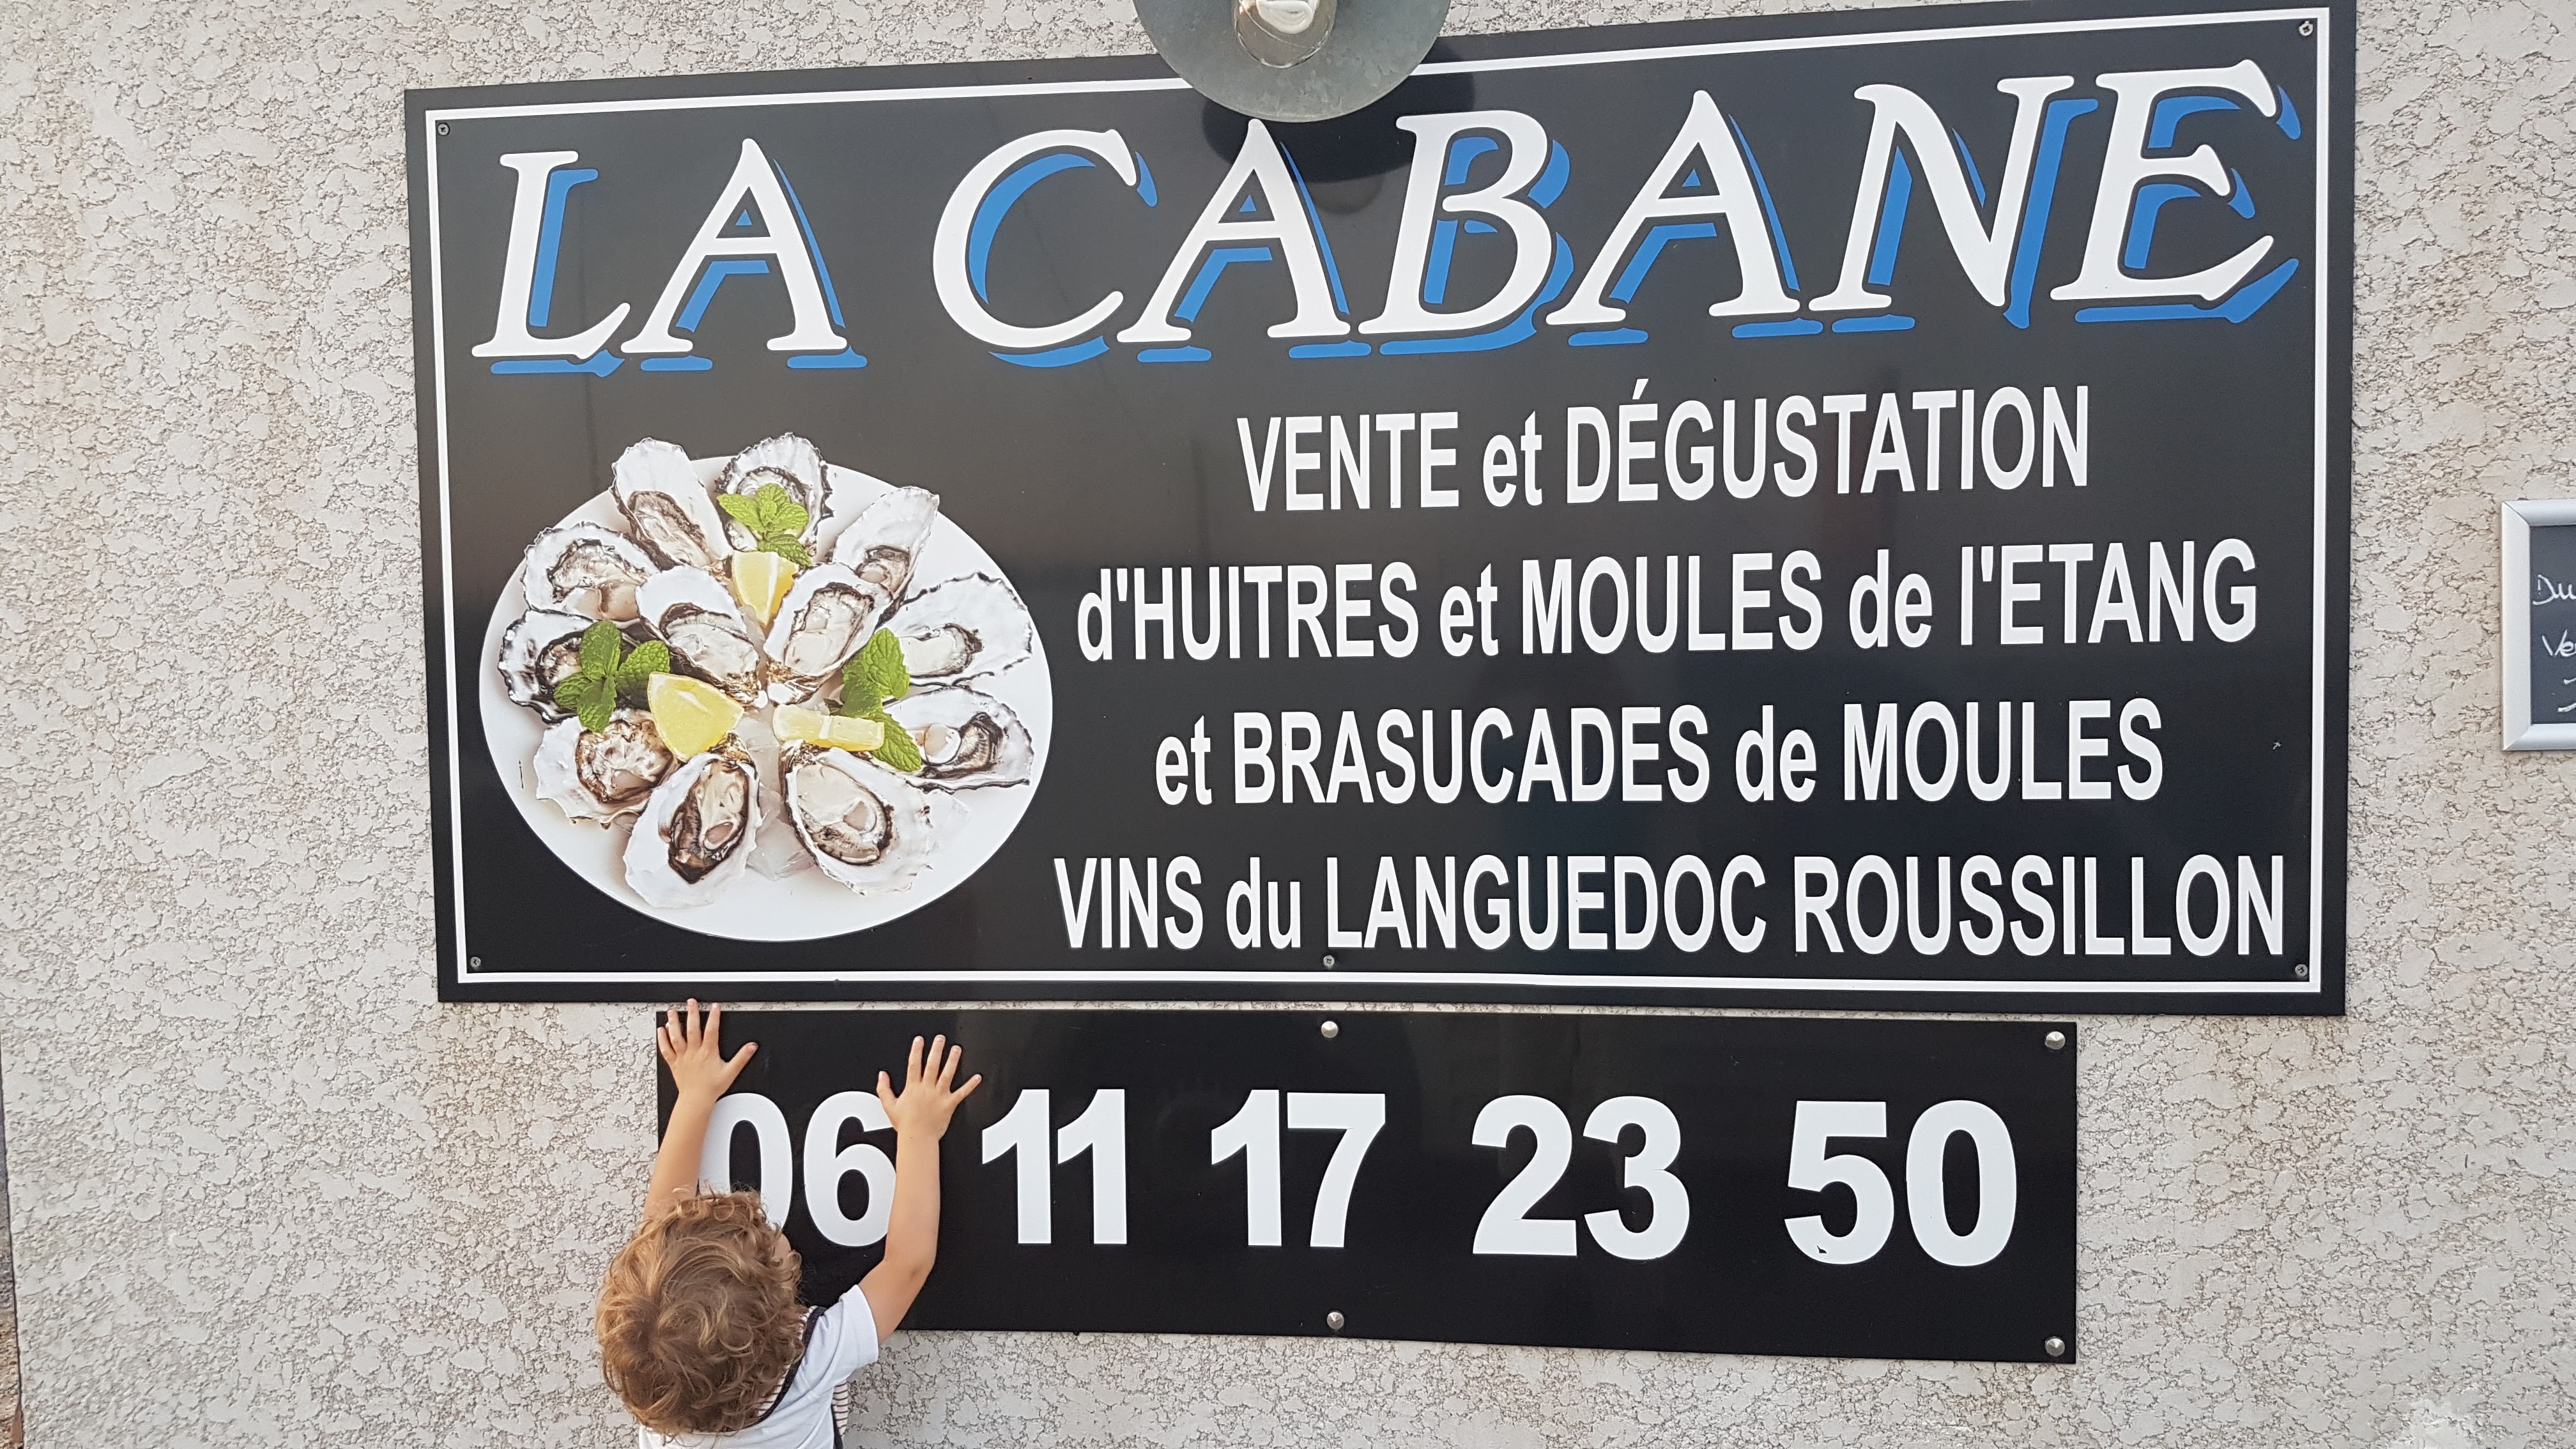 LA CABANE
VENTE et DÉGUSTATION
d'HUITRES et MOULES de l'ETANG
et BRASUCADES de MOULES
VINS du LANGUEDOC ROUSSILLON
06 11 17 23 50